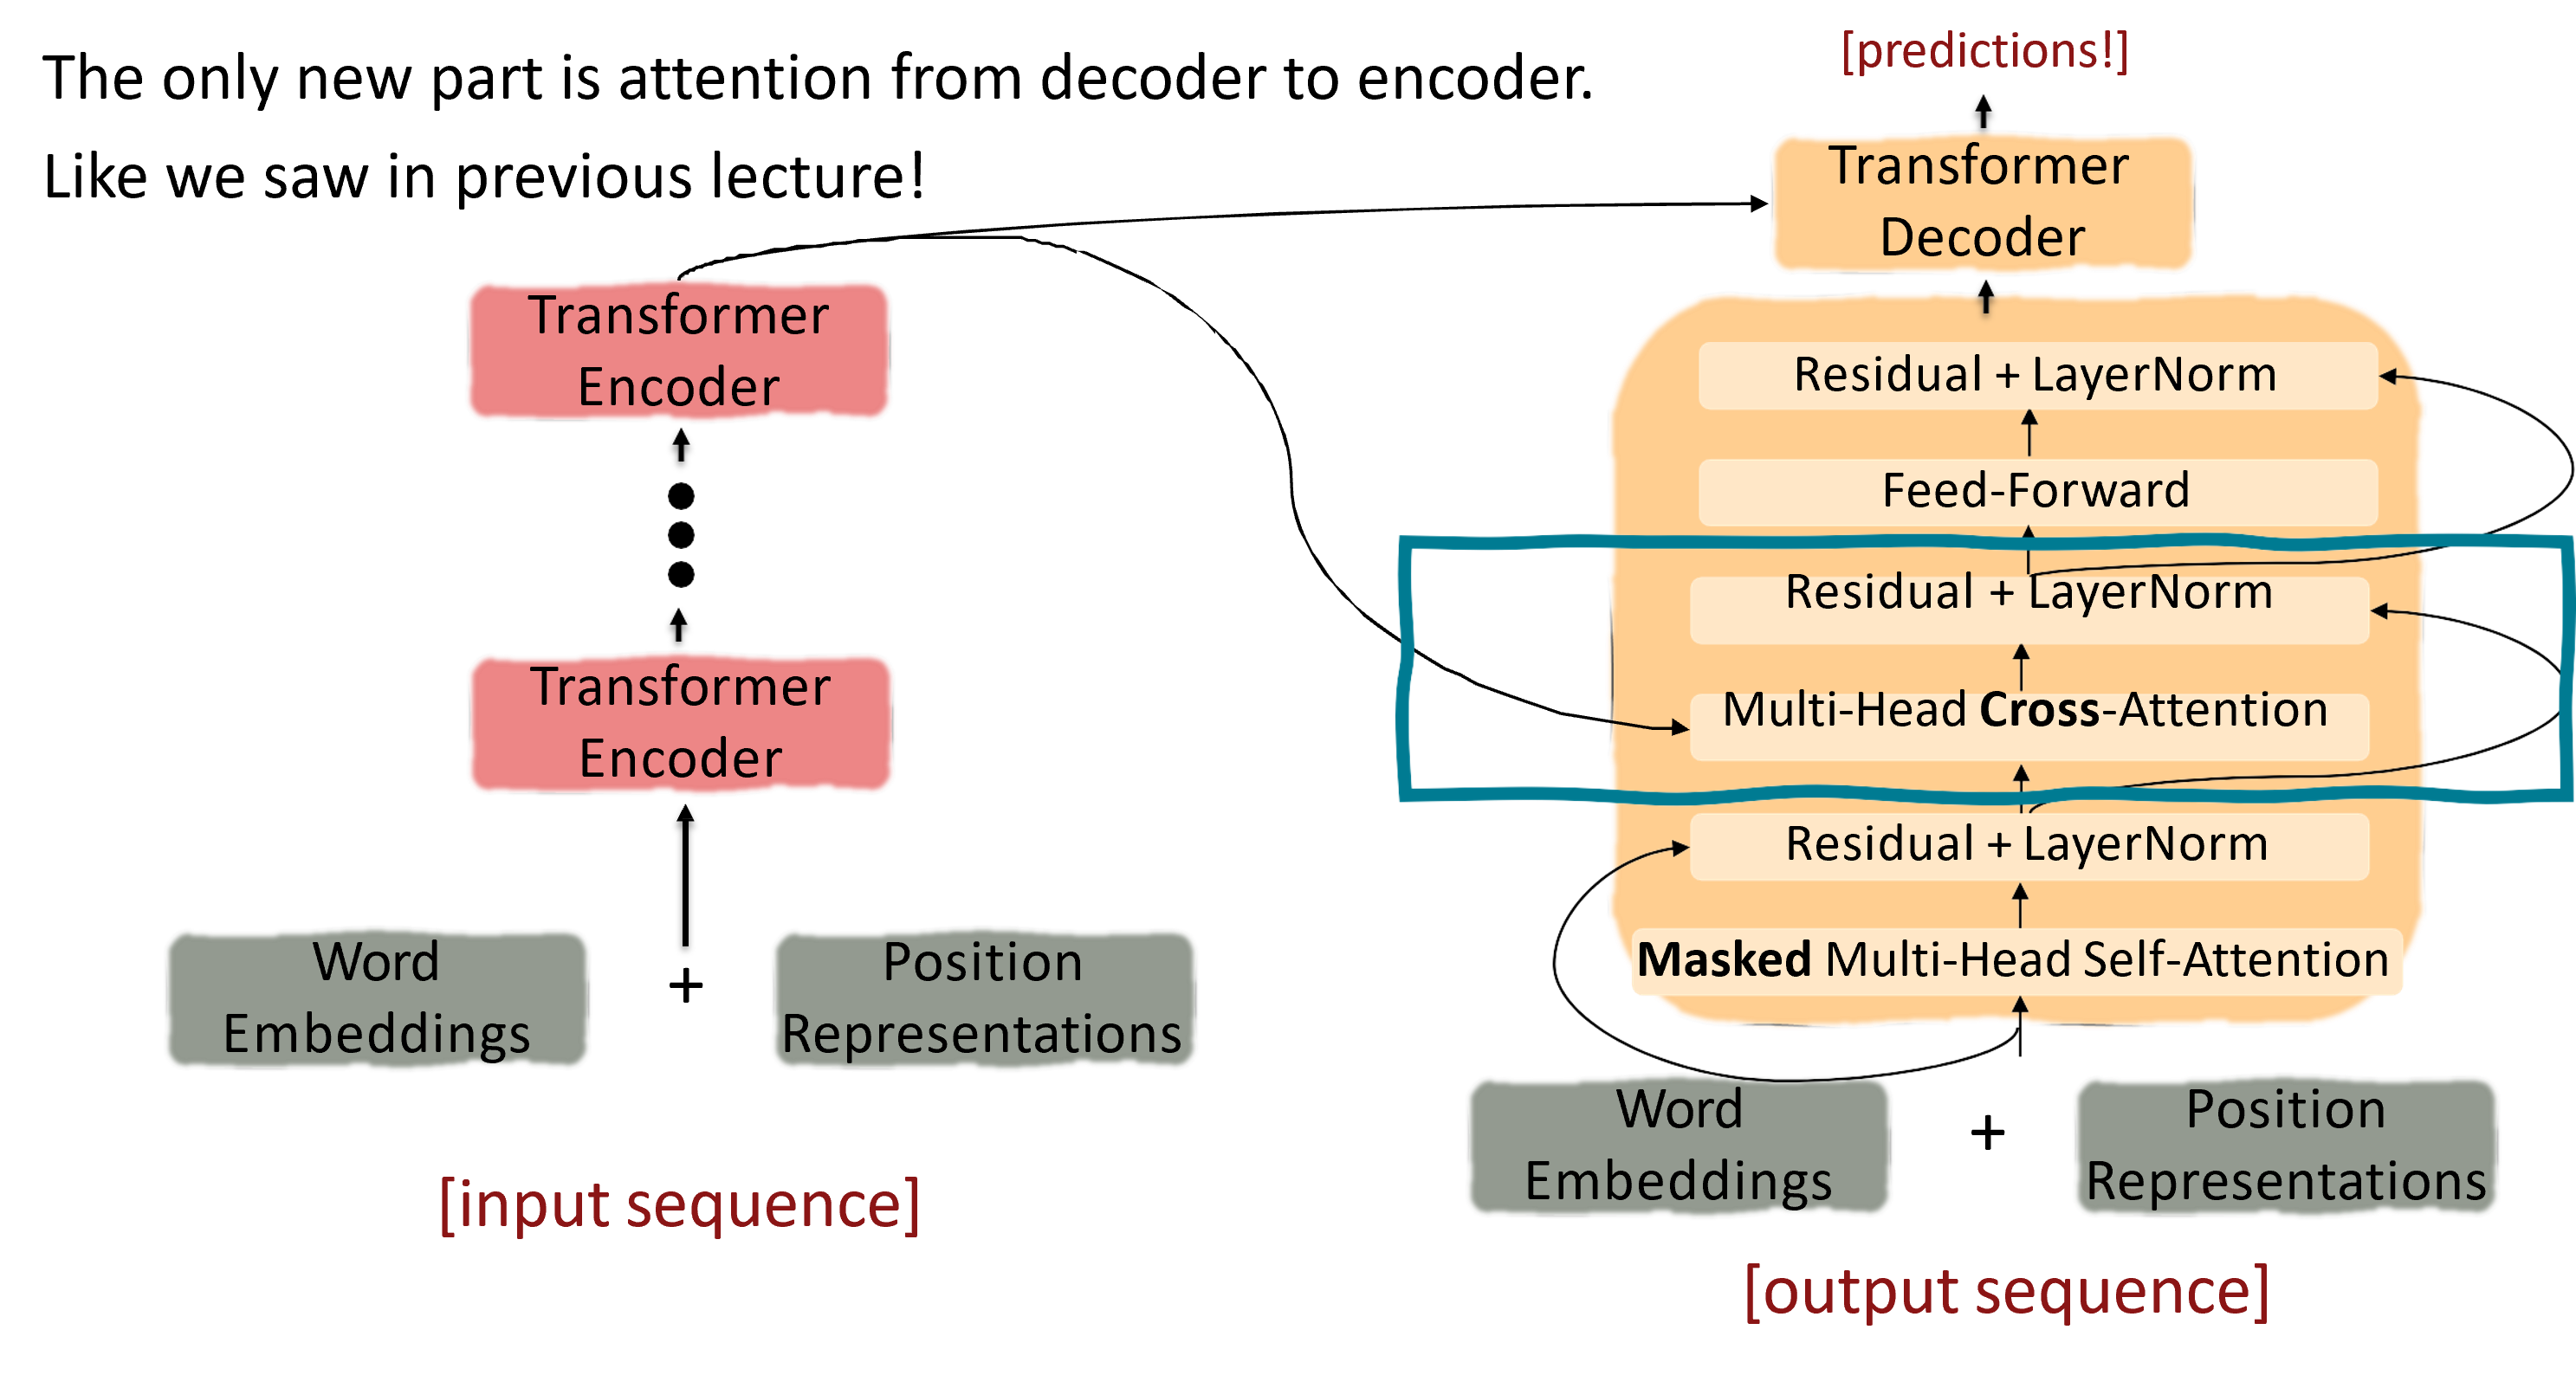 The only new part is attention from decoder to encoder.
Like we saw in previous lecture!
[predictions!]
Transformer
Decoder
Transformer
Encoder
Transformer
Encoder
Word
Embeddings
+
Position
Representations
[input sequence]
Residual + LayerNorm
Feed-Forward
Residual + LayerNorm
Multi-Head Cross-Attention
Residual + LayerNorm
Masked Multi-Head Self-Attention
Word
Embeddings
+
Position
Representations
[output sequence]